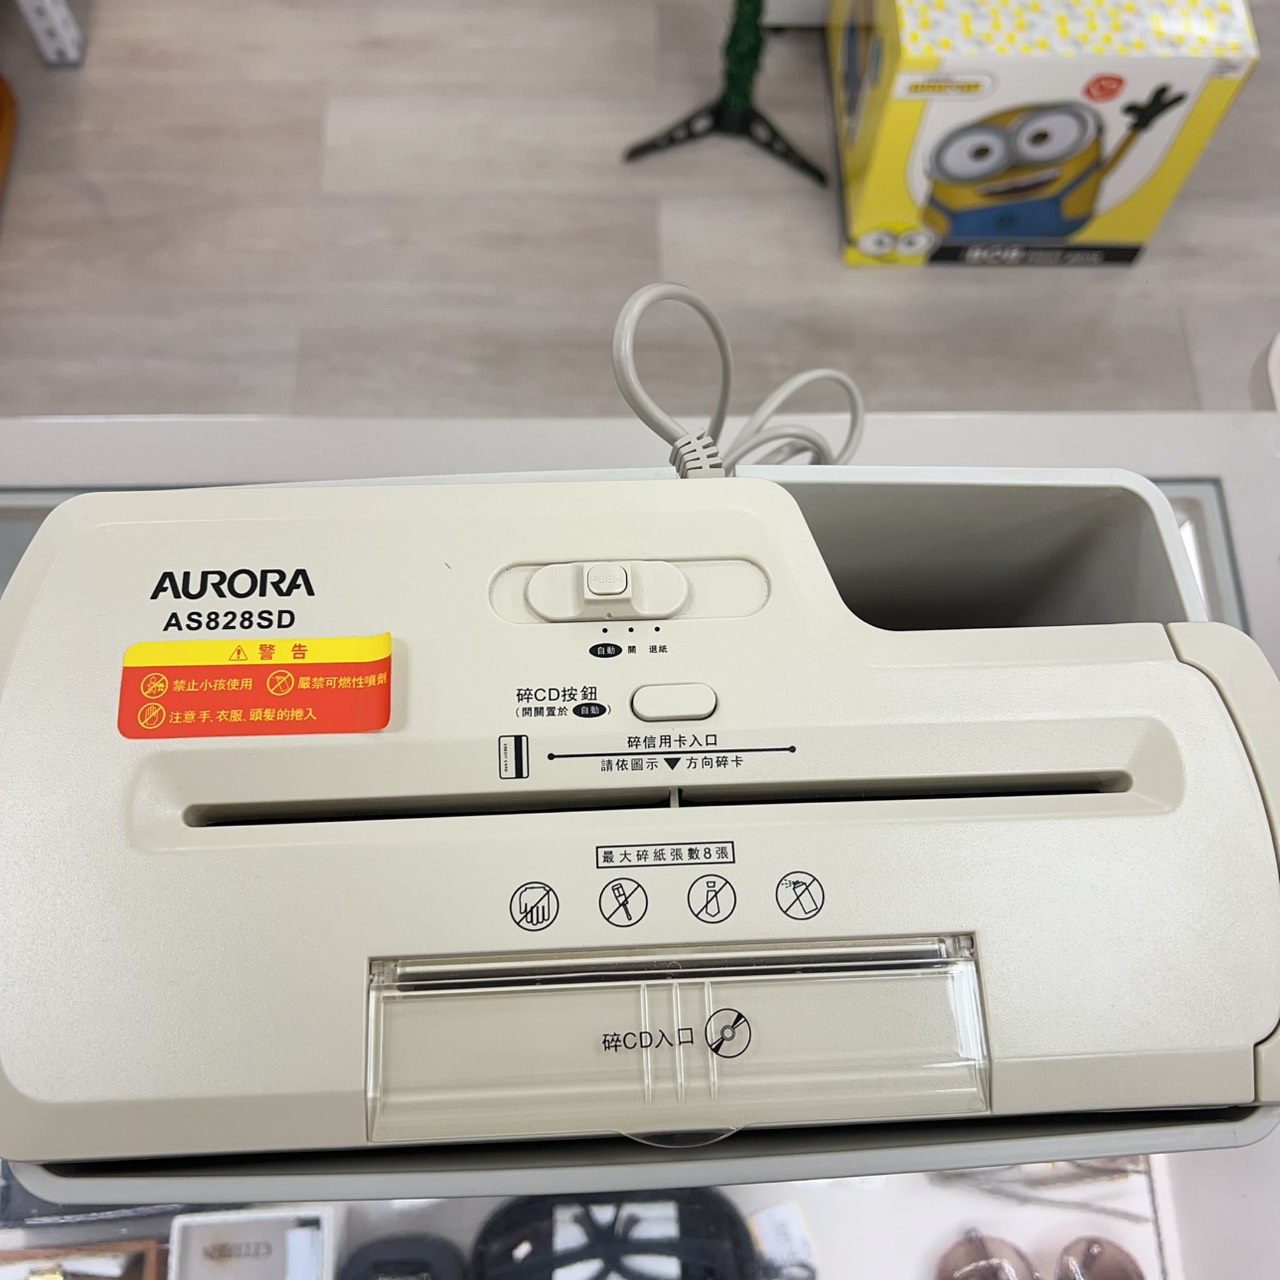 BOB
AURORA
AS828SD
警告
禁止小孩使用
嚴禁可燃性噴劑
注意手.衣服.頭髮的捲入
PUSH
自動 關 退紙
碎CD按鈕
(開關置於 自動)
CREDIT CARD
碎信用卡入口
請依圖示▼方向碎卡
最大碎紙張數8張
碎CD入口